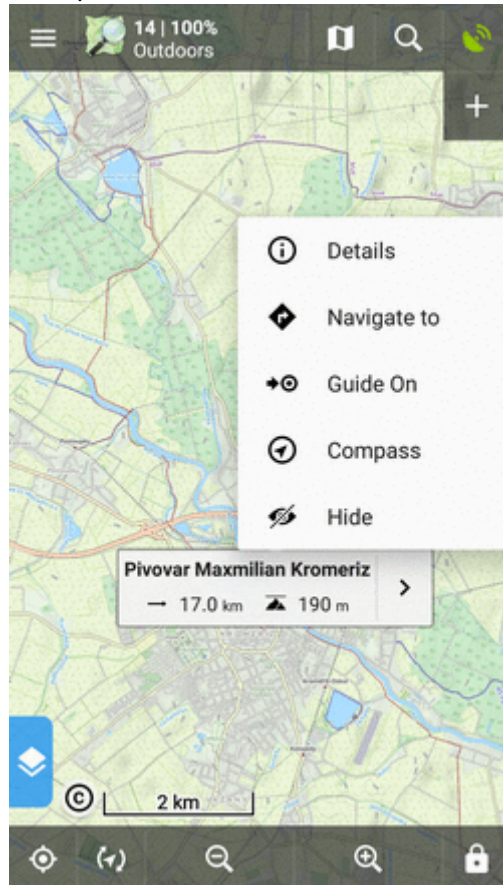 14 | 100%
Outdoors
Details
Navigate to
Guide On
Compass
Hide
Pivovar Maxmilian Kromeriz
17.0 km 190 m
©
2 km